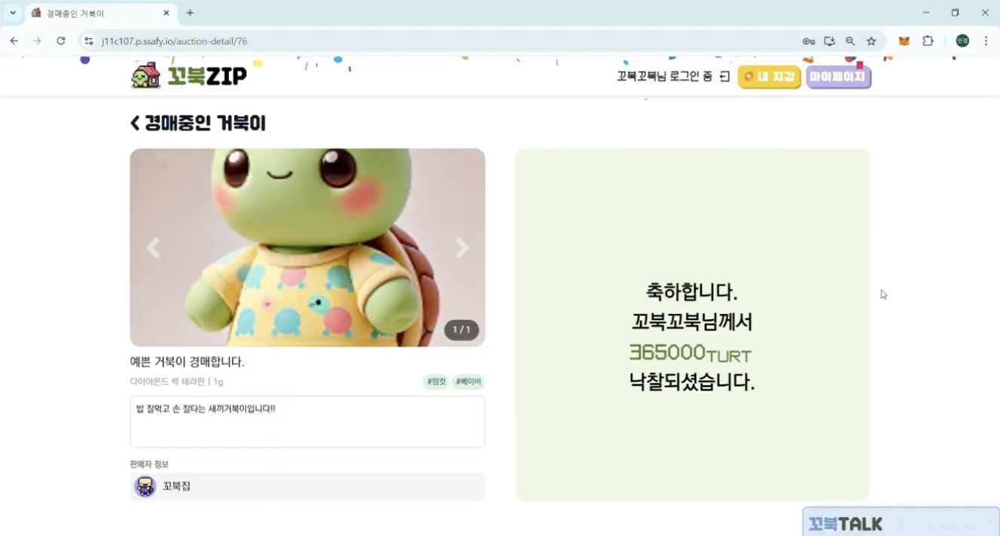 경매중인 거북이
j11c107.p.ssafy.io/auction-detail/76
민경
꼬북ZIP
꼬북꼬북님 로그인 중
내 지갑
마이페이지
경매중인 거북이
1 / 1
예쁜 거북이 경매합니다.
다이아몬드 백 테라핀 | 1g
#암컷 #베이비
밥 잘먹고 손 잘타는 새끼거북이입니다!!
판매자 정보
꼬북집
축하합니다.
꼬북꼬북님께서
365000TURT
낙찰되셨습니다.
꼬북TALK